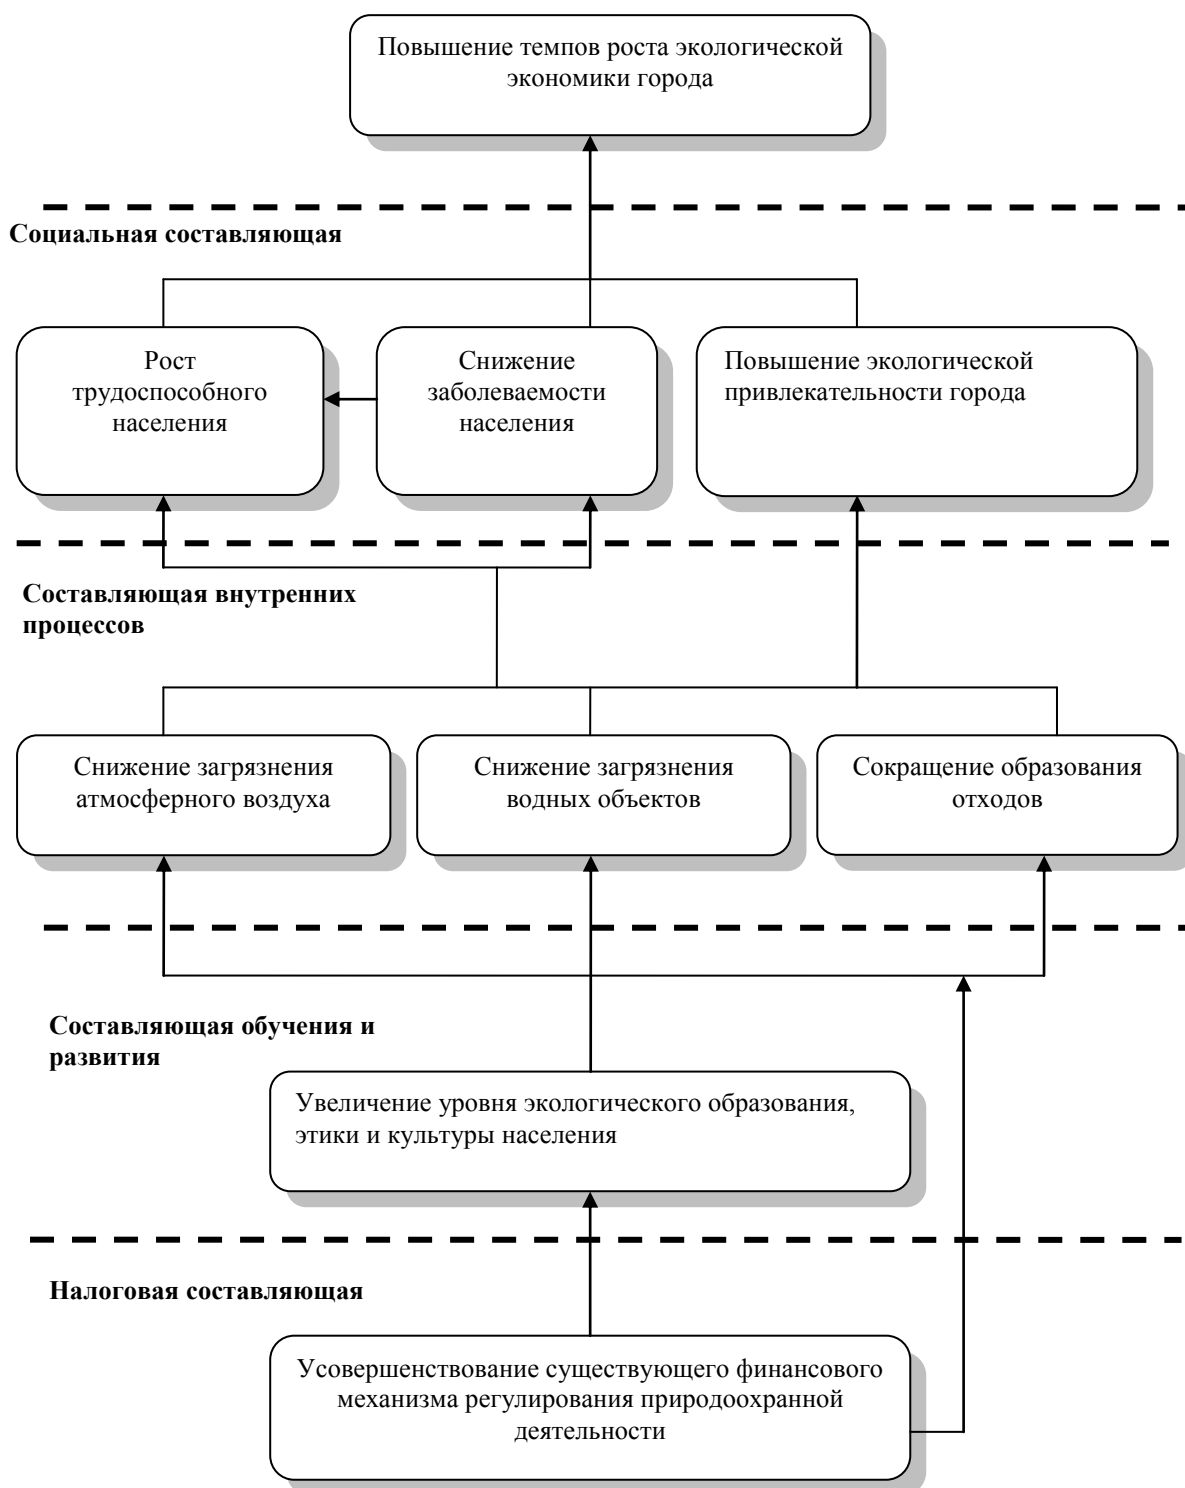 Повышение темпов роста экологической
экономики города
Социальная составляющая
Рост
трудоспособного
населения
Снижение
заболеваемости
населения
Повышение экологической
привлекательности города
Составляющая внутренних
процессов
Снижение загрязнения
атмосферного воздуха
Снижение загрязнения
водных объектов
Сокращение образования
отходов
Составляющая обучения и
развития
Увеличение уровня экологического образования,
этики и культуры населения
Налоговая составляющая
Усовершенствование существующего финансового
механизма регулирования природоохранной
деятельности